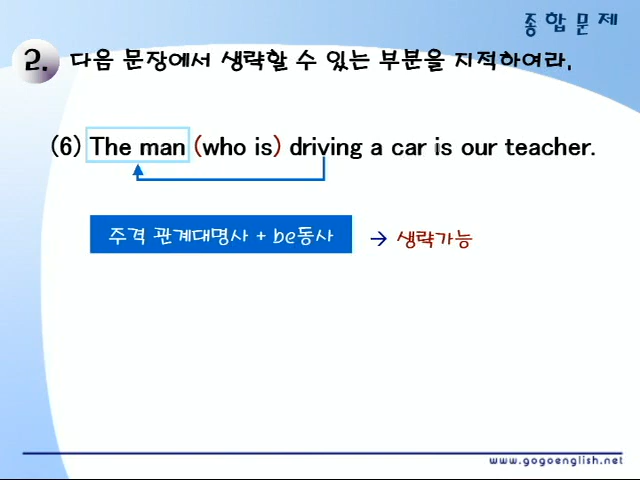 종합문제
2. 다음 문장에서 생략할 수 있는 부분을 지적하여라.
(6) The man (who is) driving a car is our teacher.
주격 관계대명사 + be동사 → 생략가능
www.gogoenglish.net